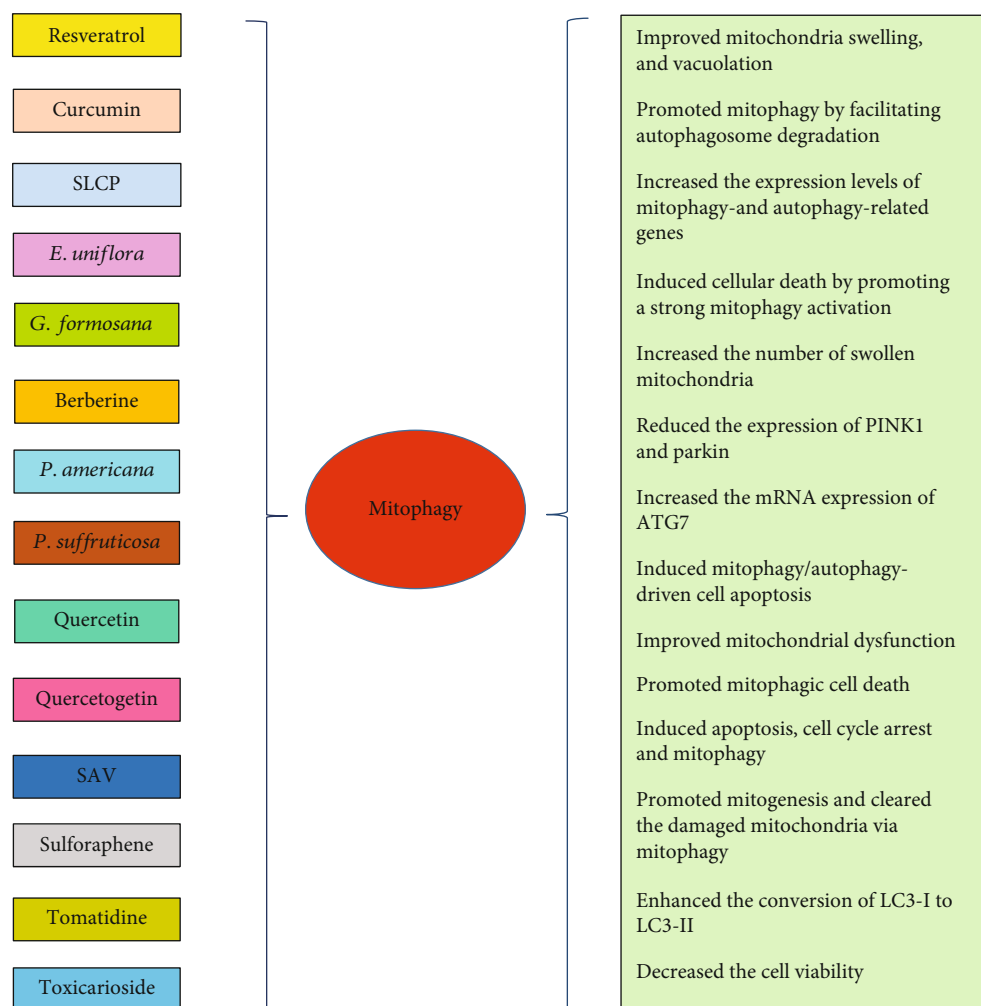 Resveratrol
Curcumin
SLCP
E. uniflora
G. formosana
Berberine
P. americana
P. suffruticosa
Quercetin
Quercetogetin
SAV
Sulforaphene
Tomatidine
Toxicarioside
Mitophagy
Improved mitochondria swelling,
and vacuolation
Promoted mitophagy by facilitating
autophagosome degradation
Increased the expression levels of
mitophagy-and autophagy-related
genes
Induced cellular death by promoting
a strong mitophagy activation
Increased the number of swollen
mitochondria
Reduced the expression of PINK1
and parkin
Increased the mRNA expression of
ATG7
Induced mitophagy/autophagy-
driven cell apoptosis
Improved mitochondrial dysfunction
Promoted mitophagic cell death
Induced apoptosis, cell cycle arrest
and mitophagy
Promoted mitogenesis and cleared
the damaged mitochondria via
mitophagy
Enhanced the conversion of LC3-I to
LC3-II
Decreased the cell viability